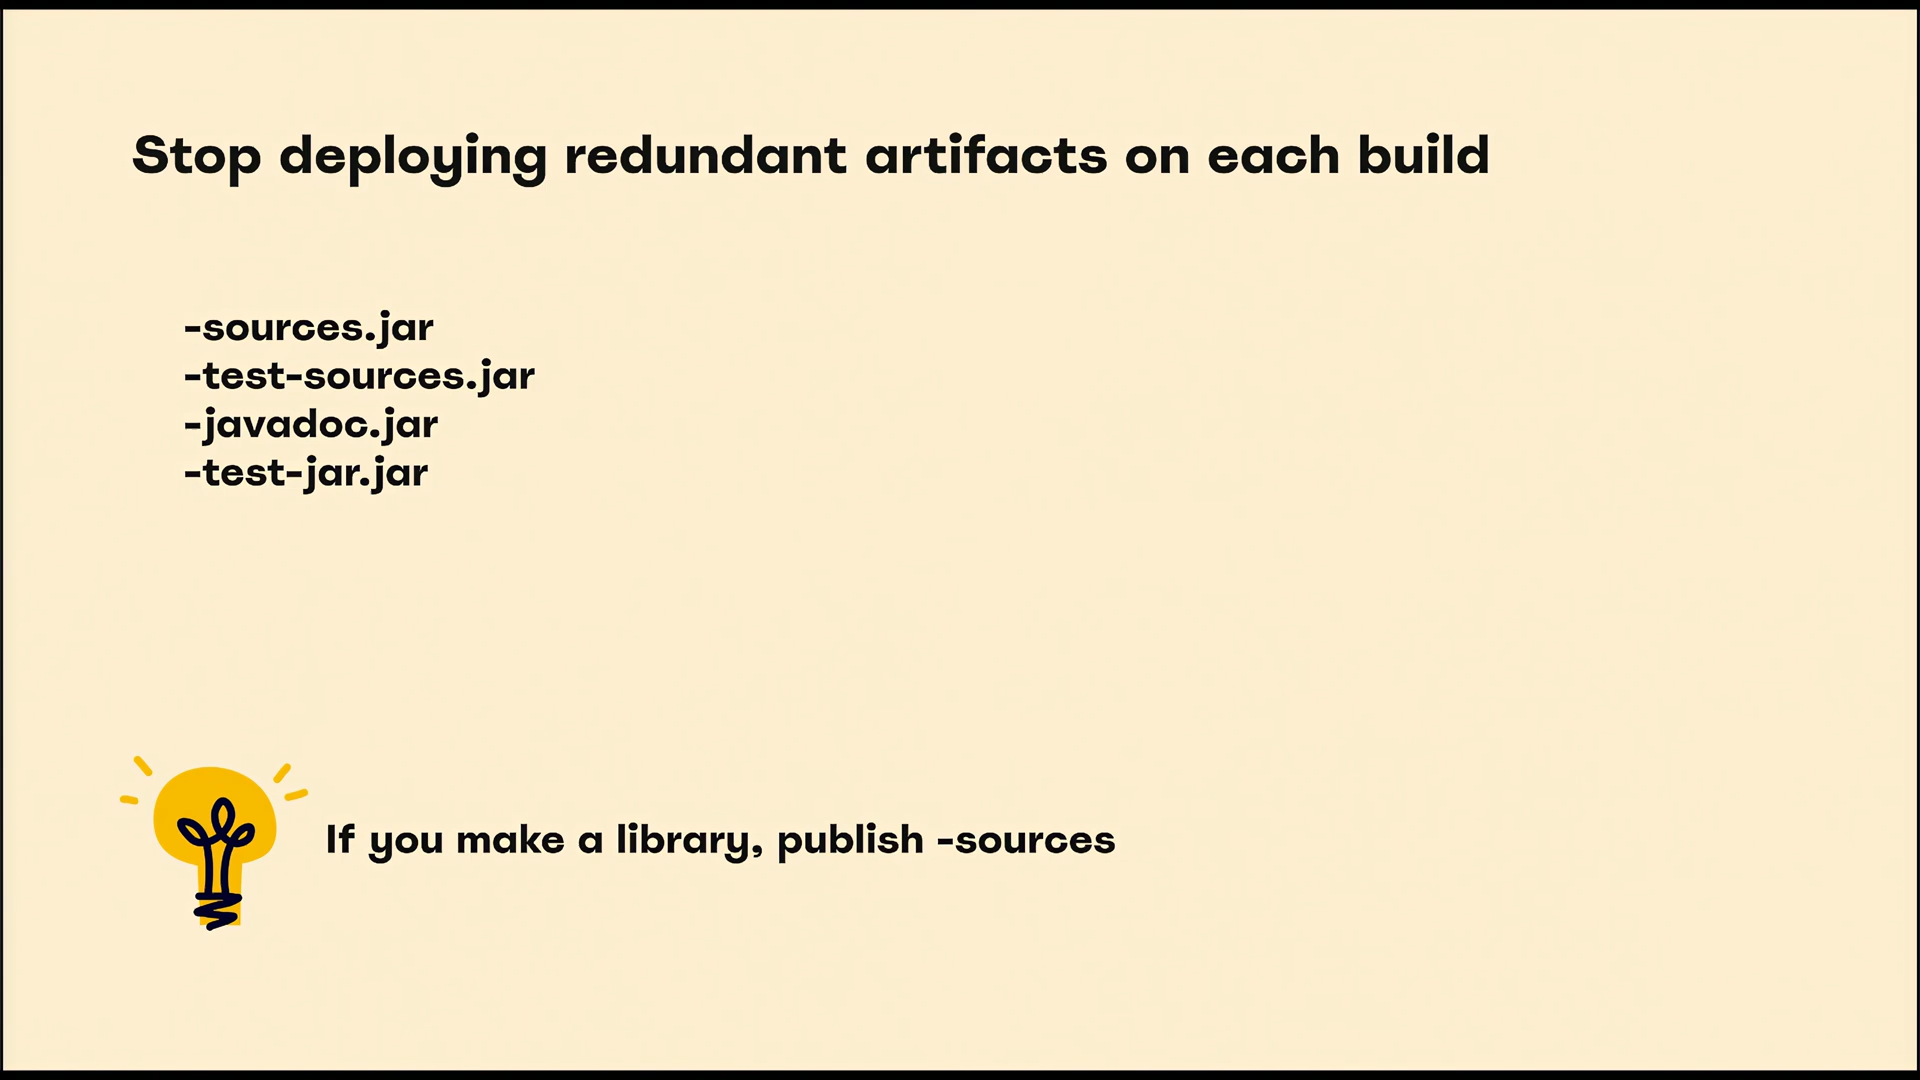 Stop deploying redundant artifacts on each build
-sources.jar
-test-sources.jar
-javadoc.jar
-test-jar.jar
If you make a library, publish -sources